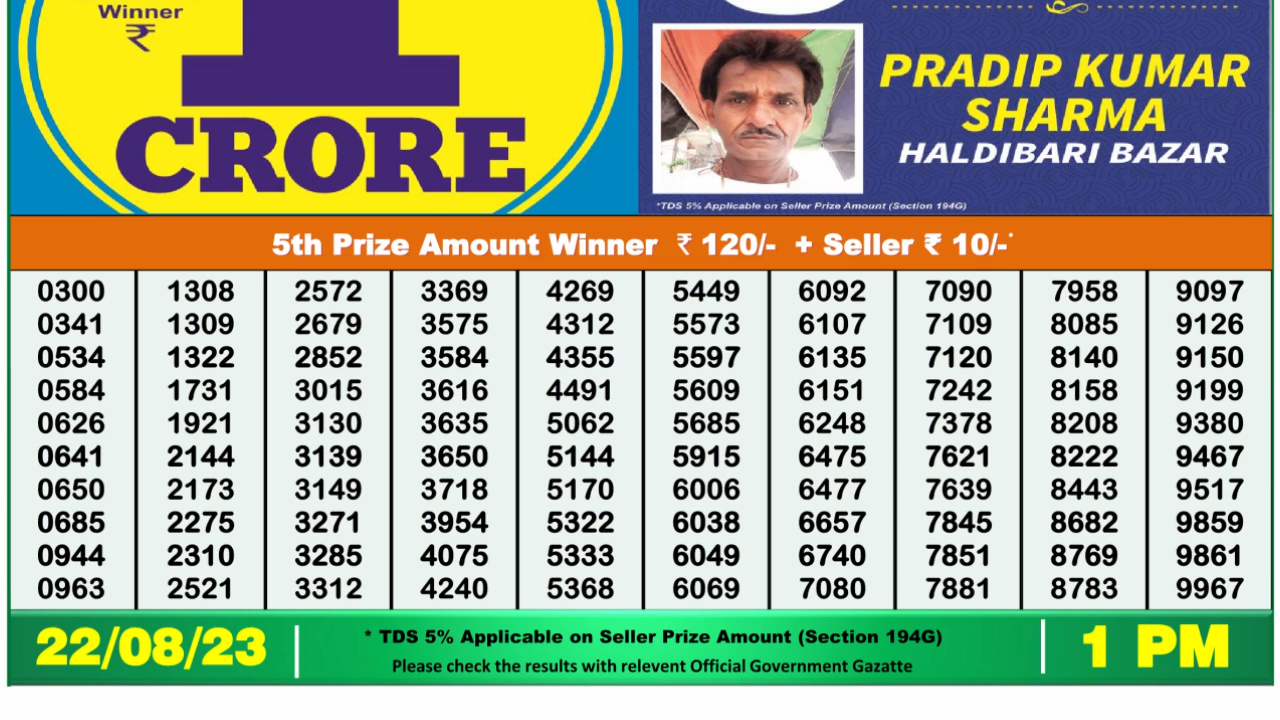 Winner
₹
1
CRORE
PRADIP KUMAR
SHARMA
HALDIBARI BAZAR
*TDS 5% Applicable on Seller Prize Amount (Section 194G)
5th Prize Amount Winner ₹ 120/- + Seller ₹ 10/-*
0300 1308 2572 3369 4269 5449 6092 7090 7958 9097
0341 1309 2679 3575 4312 5573 6107 7109 8085 9126
0534 1322 2852 3584 4355 5597 6135 7120 8140 9150
0584 1731 3015 3616 4491 5609 6151 7242 8158 9199
0626 1921 3130 3635 5062 5685 6248 7378 8208 9380
0641 2144 3139 3650 5144 5915 6475 7621 8222 9467
0650 2173 3149 3718 5170 6006 6477 7639 8443 9517
0685 2275 3271 3954 5322 6038 6657 7845 8682 9859
0944 2310 3285 4075 5333 6049 6740 7851 8769 9861
0963 2521 3312 4240 5368 6069 7080 7881 8783 9967
22/08/23
* TDS 5% Applicable on Seller Prize Amount (Section 194G)
Please check the results with relevent Official Government Gazatte
1 PM